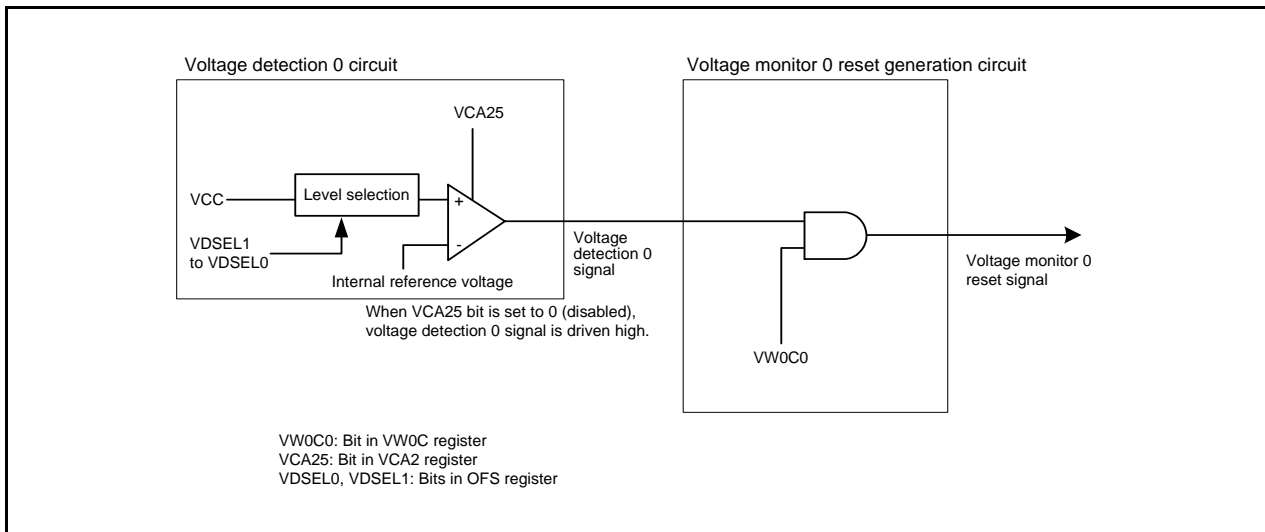 Voltage detection 0 circuit
Voltage monitor 0 reset generation circuit
VCA25
Level selection
VCC
+
VDSEL1
to VDSEL0
-
Internal reference voltage
Voltage
detection 0
signal
Voltage monitor 0
reset signal
When VCA25 bit is set to 0 (disabled),
voltage detection 0 signal is driven high.
VW0C0
VW0C0: Bit in VW0C register
VCA25: Bit in VCA2 register
VDSEL0, VDSEL1: Bits in OFS register